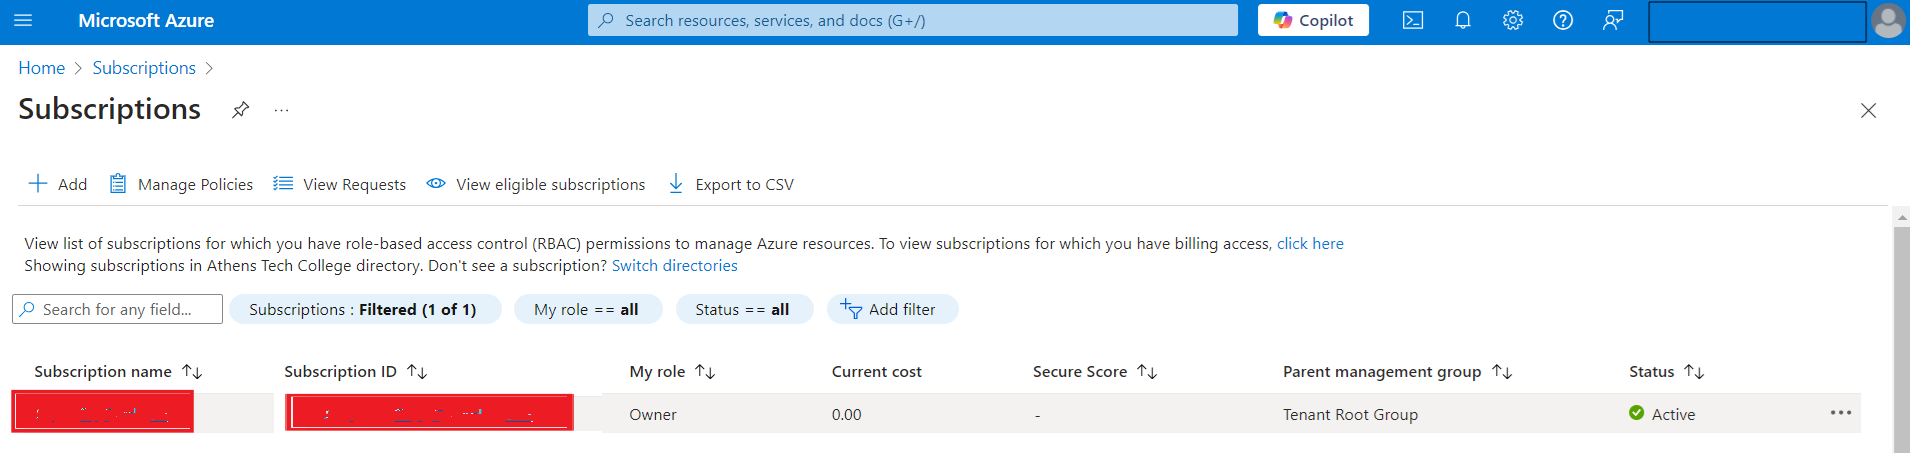 Microsoft Azure
Search resources, services, and docs (G+/)
Copilot
Home > Subscriptions >
Subscriptions
Add
Manage Policies
View Requests
View eligible subscriptions
Export to CSV
View list of subscriptions for which you have role-based access control (RBAC) permissions to manage Azure resources. To view subscriptions for which you have billing access, click here
Showing subscriptions in Athens Tech College directory. Don't see a subscription? Switch directories
Search for any field...
Subscriptions : Filtered (1 of 1)
My role == all
Status == all
Add filter
Subscription name
Subscription ID
My role
Current cost
Secure Score
Parent management group
Status
Owner
0.00
-
Tenant Root Group
Active